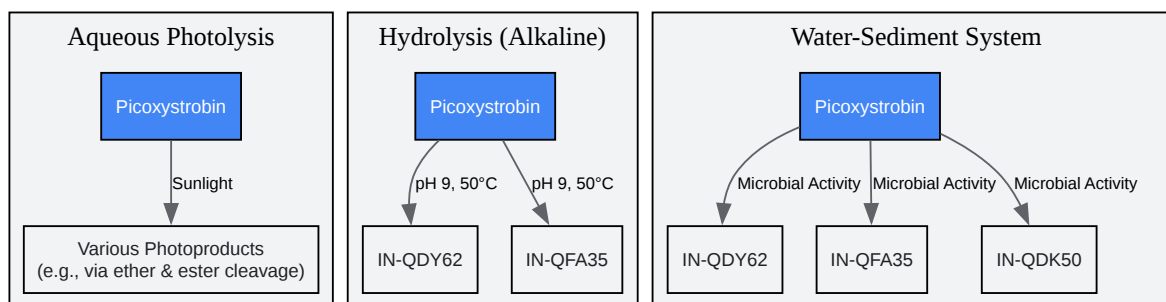 Aqueous Photolysis
Picoxystrobin
Sunlight
Various Photoproducts
(e.g., via ether & ester cleavage)
Hydrolysis (Alkaline)
Picoxystrobin
pH 9, 50°C
pH 9, 50°C
IN-QDY62
IN-QFA35
Water-Sediment System
Picoxystrobin
Microbial Activity
Microbial Activity
Microbial Activity
IN-QDY62
IN-QFA35
IN-QDK50